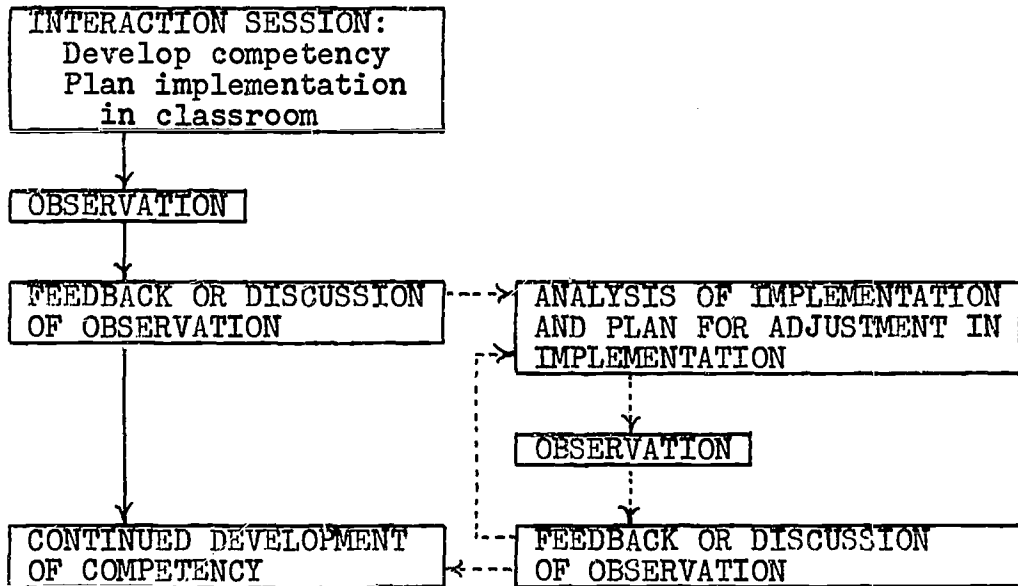 INTERACTION SESSION:
Develop competency
Plan implementation
in classroom
OBSERVATION
FEEDBACK OR DISCUSSION
OF OBSERVATION
ANALYSIS OF IMPLEMENTATION
AND PLAN FOR ADJUSTMENT IN
IMPLEMENTATION
OBSERVATION
FEEDBACK OR DISCUSSION
OF OBSERVATION
CONTINUED DEVELOPMENT
OF COMPETENCY